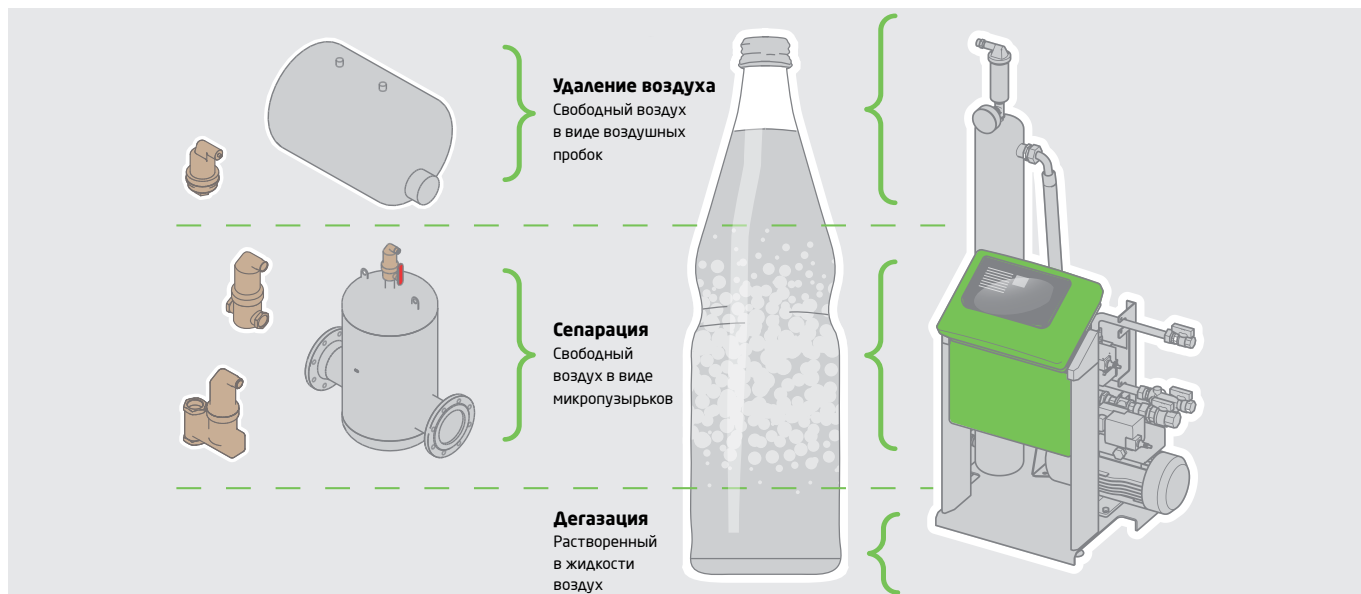 Удаление воздуха
Свободный воздух
в виде воздушных
пробок
Сепарация
Свободный
воздух в виде
микропузырьков
Дегазация
Растворенный
в жидкости
воздух